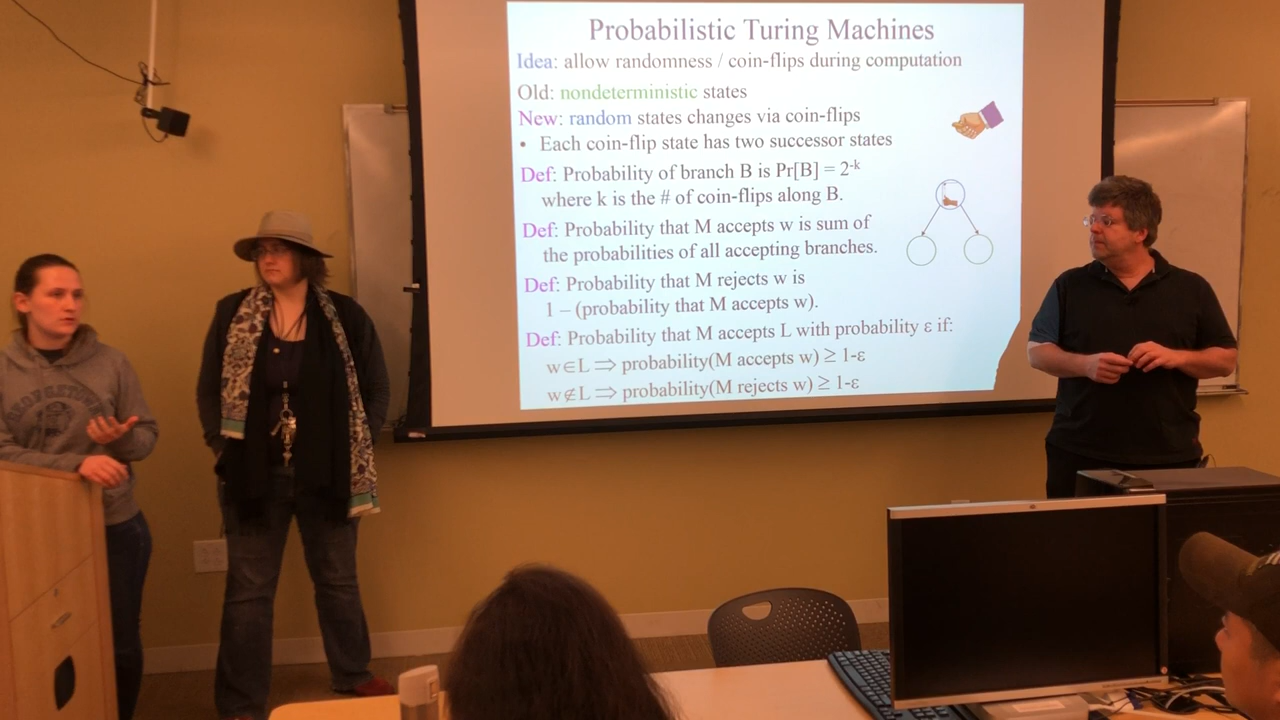 Probabilistic Turing Machines
Idea: allow randomness / coin-flips during computation
Old: nondeterministic states
New: random states changes via coin-flips
• Each coin-flip state has two successor states
Def: Probability of branch B is Pr[B] = 2-k
where k is the # of coin-flips along B.
Def: Probability that M accepts w is sum of
the probabilities of all accepting branches.
Def: Probability that M rejects w is
1 – (probability that M accepts w).
Def: Probability that M accepts L with probability ε if:
w∈L ⇒ probability(M accepts w) ≥ 1-ε
w∉L ⇒ probability(M rejects w) ≥ 1-ε